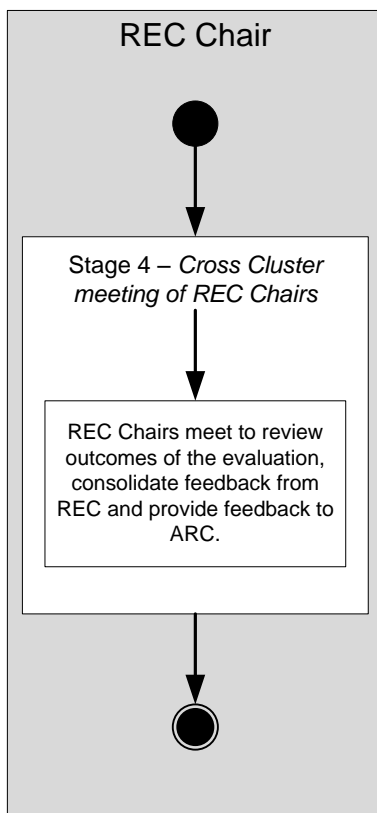 REC Chair
Stage 4 – Cross Cluster
meeting of REC Chairs
REC Chairs meet to review
outcomes of the evaluation,
consolidate feedback from
REC and provide feedback to
ARC.